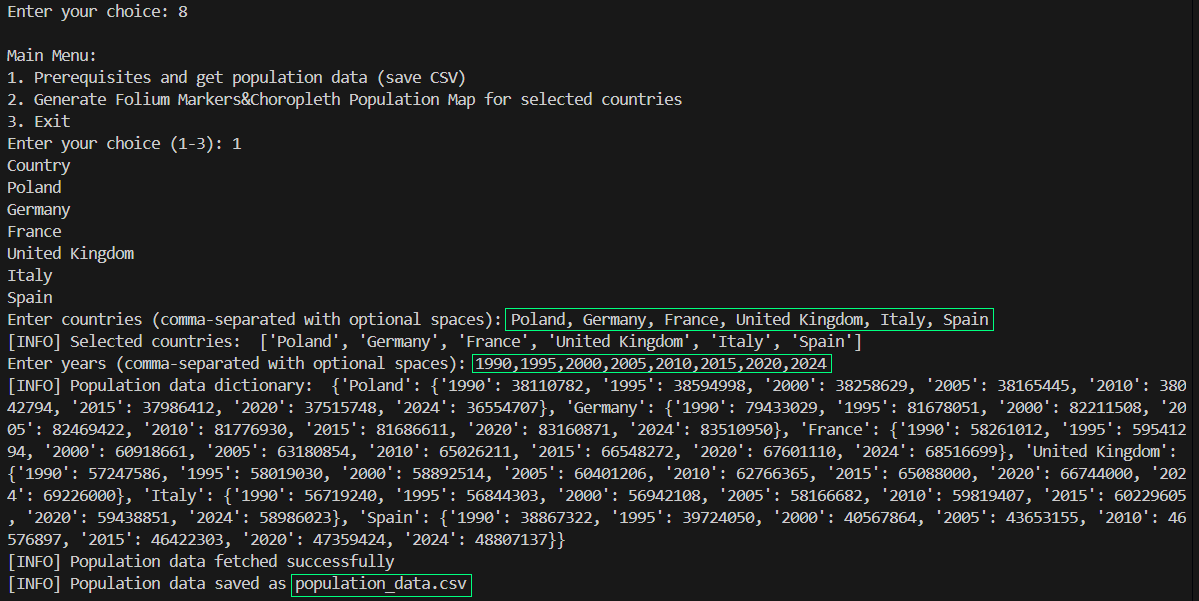 Enter your choice: 8
Main Menu:
1. Prerequisites and get population data (save CSV)
2. Generate Folium Markers&Choropleth Population Map for selected countries
3. Exit
Enter your choice (1-3): 1
Country
Poland
Germany
France
United Kingdom
Italy
Spain
Enter countries (comma-separated with optional spaces): Poland, Germany, France, United Kingdom, Italy, Spain
[INFO] Selected countries:  ['Poland', 'Germany', 'France', 'United Kingdom', 'Italy', 'Spain']
Enter years (comma-separated with optional spaces): 1990,1995,2000,2005,2010,2015,2020,2024
[INFO] Population data dictionary:  {'Poland': {'1990': 38110782, '1995': 38594998, '2000': 38258629, '2005': 38165445, '2010': 380
42794, '2015': 37986412, '2020': 37515748, '2024': 36554707}, 'Germany': {'1990': 79433029, '1995': 81678051, '2000': 82211508, '20
05': 82469422, '2010': 81776930, '2015': 81686611, '2020': 83160871, '2024': 83510950}, 'France': {'1990': 58261012, '1995': 595412
94, '2000': 60918661, '2005': 63180854, '2010': 65026211, '2015': 66548272, '2020': 67601110, '2024': 68516699}, 'United Kingdom':
{'1990': 57247586, '1995': 58019030, '2000': 58892514, '2005': 60401206, '2010': 62766365, '2015': 65088000, '2020': 66744000, '202
4': 69226000}, 'Italy': {'1990': 56719240, '1995': 56844303, '2000': 56942108, '2005': 58166682, '2010': 59819407, '2015': 60229605
, '2020': 59438851, '2024': 58986023}, 'Spain': {'1990': 38867322, '1995': 39724050, '2000': 40567864, '2005': 43653155, '2010': 46
576897, '2015': 46422303, '2020': 47359424, '2024': 48807137}}
[INFO] Population data fetched successfully
[INFO] Population data saved as population_data.csv